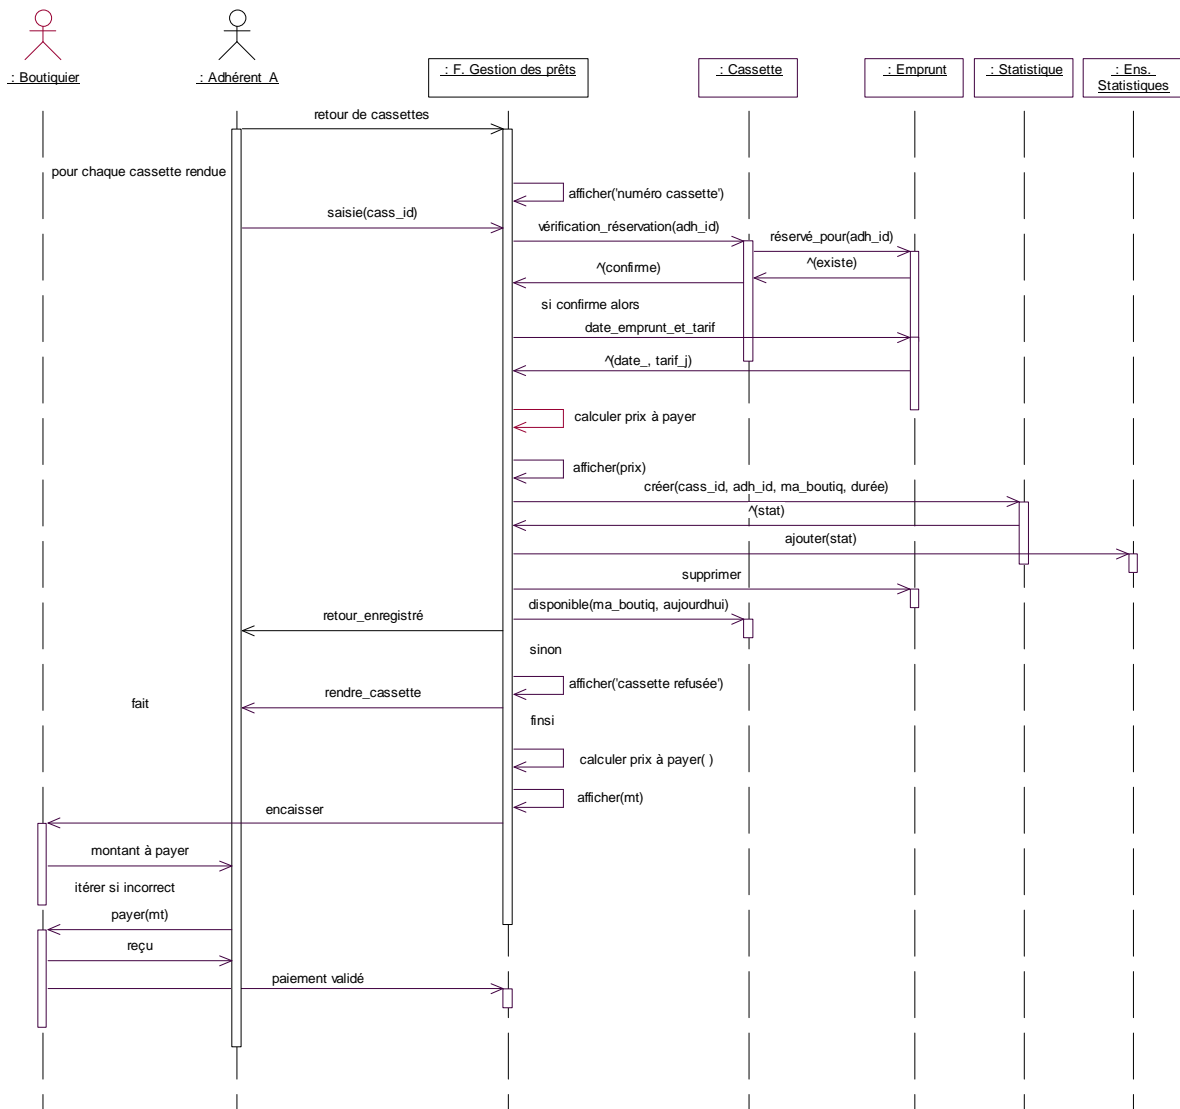 : Boutiquier
: Adhérent_A
: F. Gestion des prêts
: Cassette
: Emprunt
: Statistique
: Ens.
Statistiques
retour de cassettes
pour chaque cassette rendue
afficher('numéro cassette')
saisie(cass_id)
vérification_réservation(adh_id)
réservé_pour(adh_id)
^(existe)
^(confirme)
si confirme alors
date_emprunt_et_tarif
^(date_, tarif_j)
calculer prix à payer
afficher(prix)
créer(cass_id, adh_id, ma_boutiq, durée)
^(stat)
ajouter(stat)
supprimer
disponible(ma_boutiq, aujourdhui)
retour_enregistré
sinon
afficher('cassette refusée')
rendre_cassette
fait
finsi
calculer prix à payer( )
afficher(mt)
encaisser
montant à payer
itérer si incorrect
payer(mt)
reçu
paiement validé